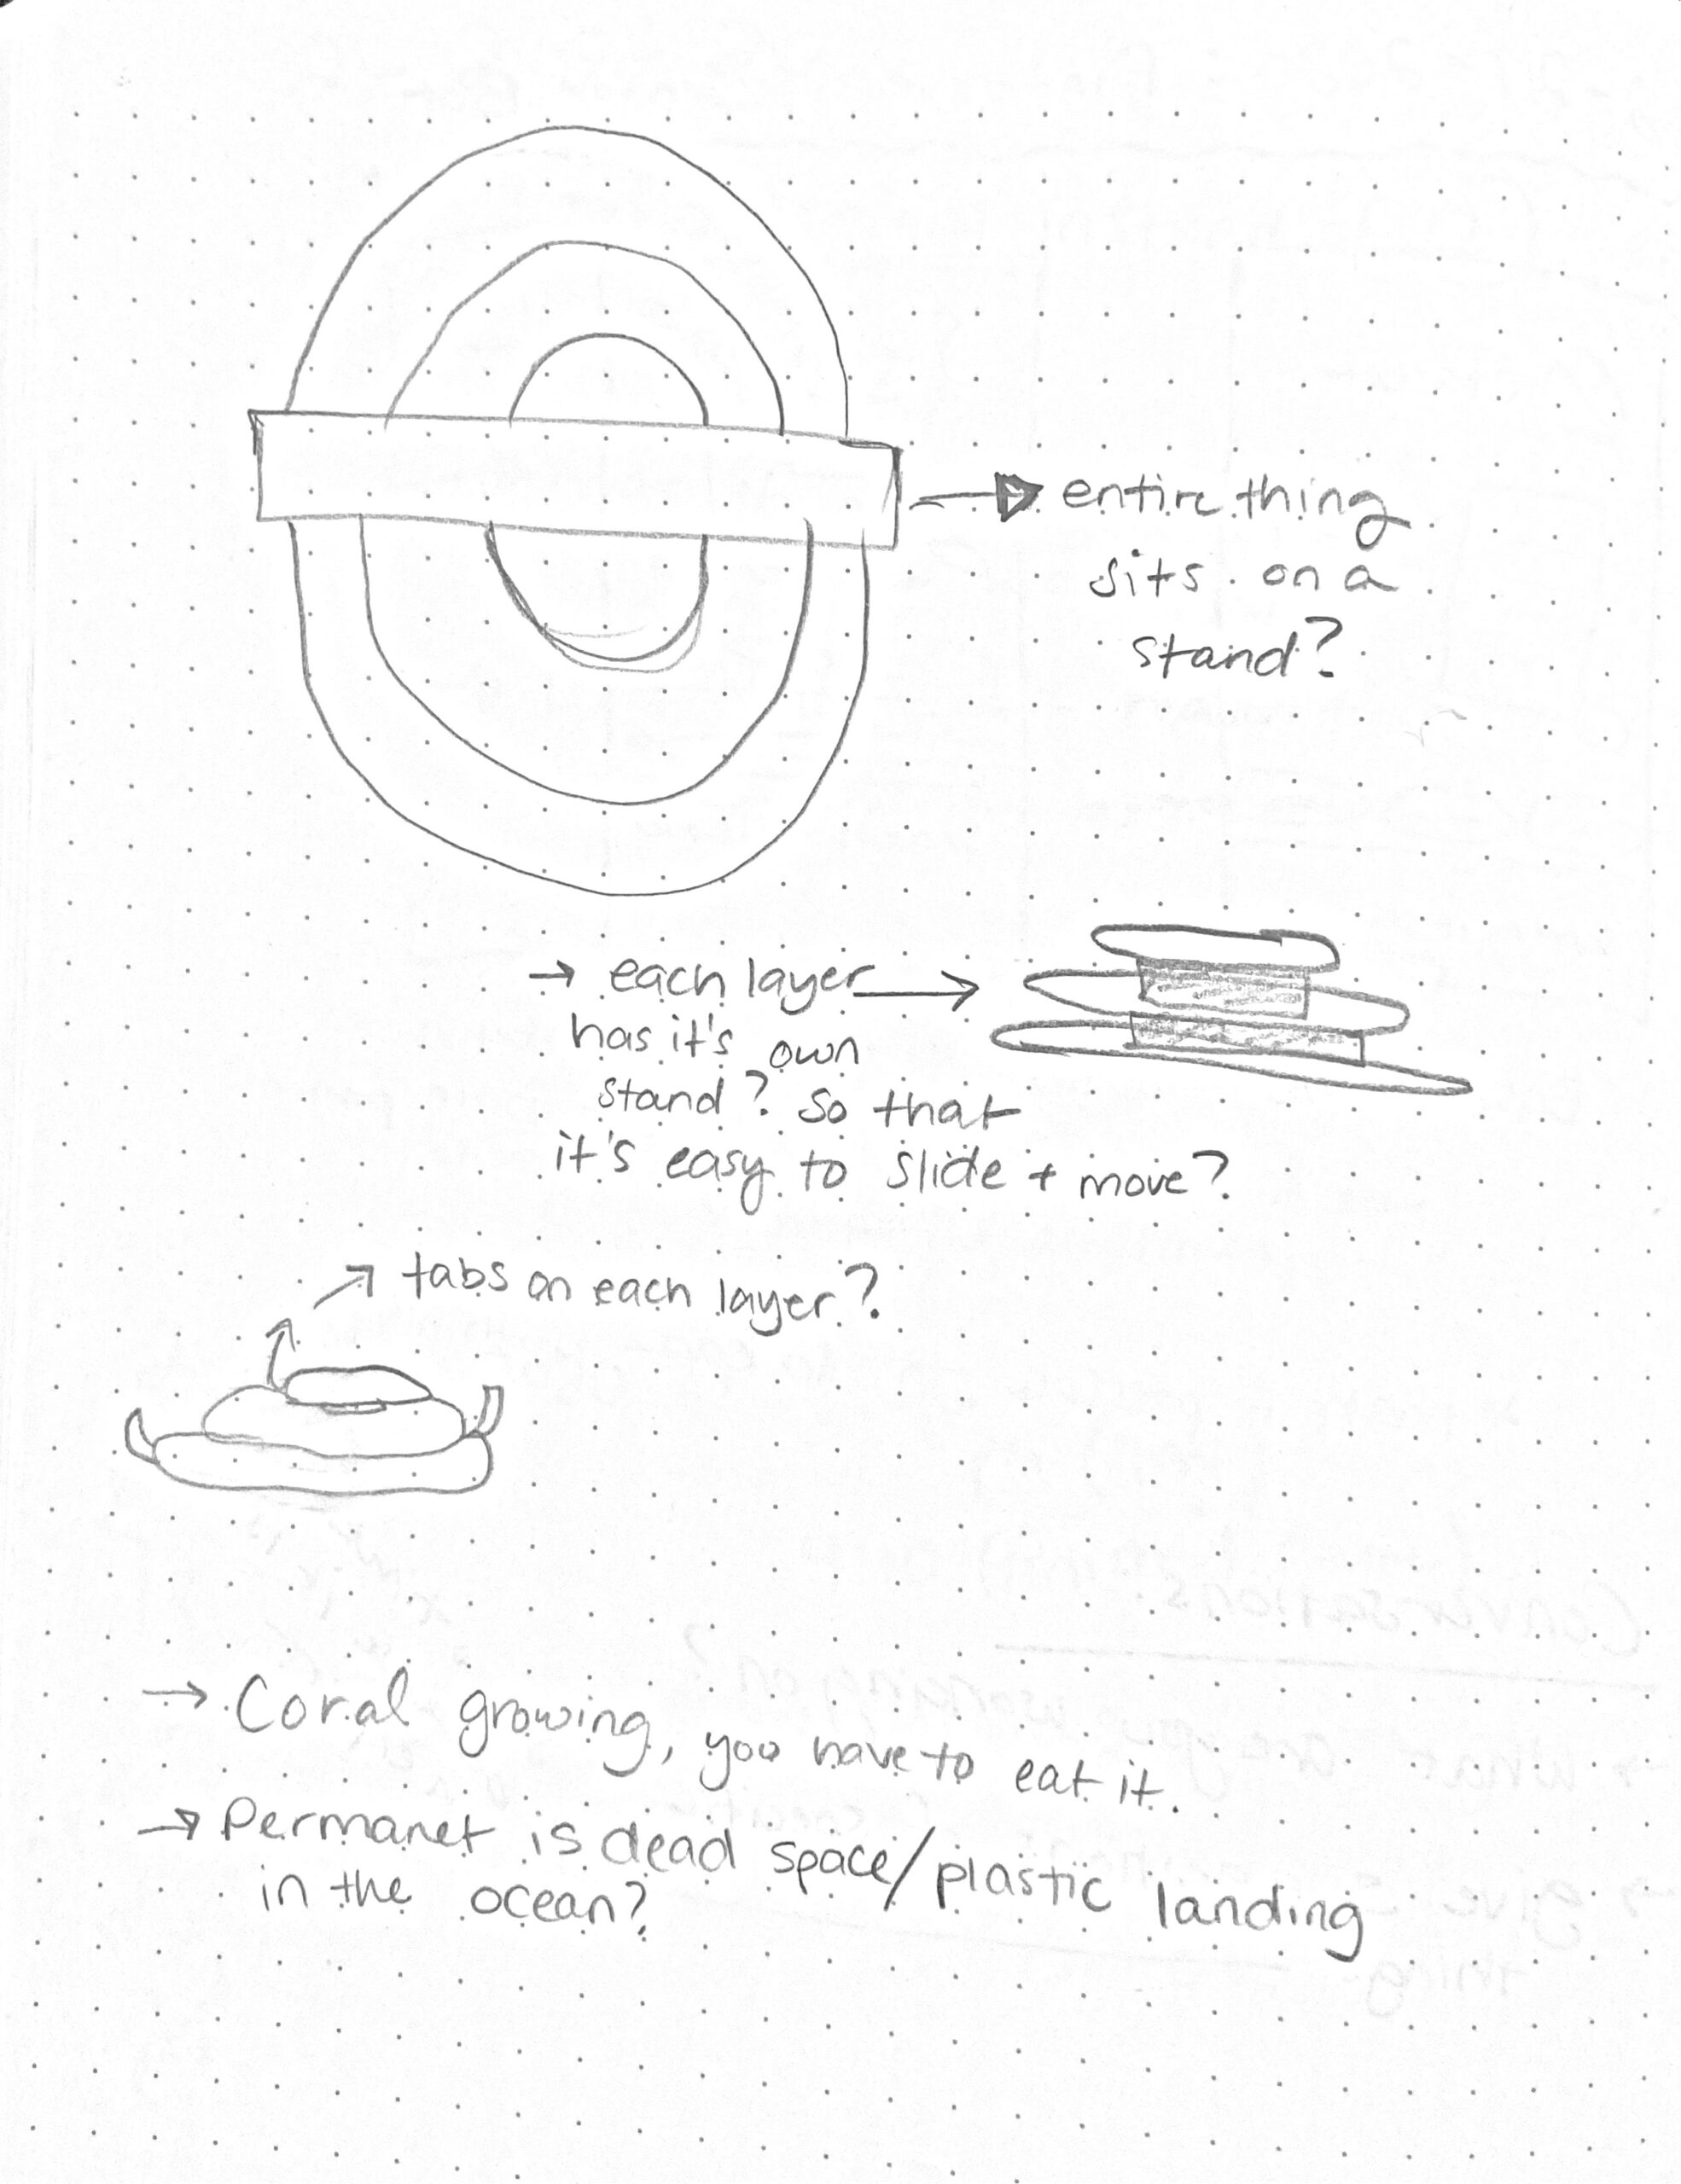 entire thing
sits on a
stand?
→ each layer →
has it's own
stand? so that
it's easy to slide + move?
→ tabs on each layer?
→ Coral growing, you have to eat it.
→ Permanet is dead space/plastic landing
in the ocean?